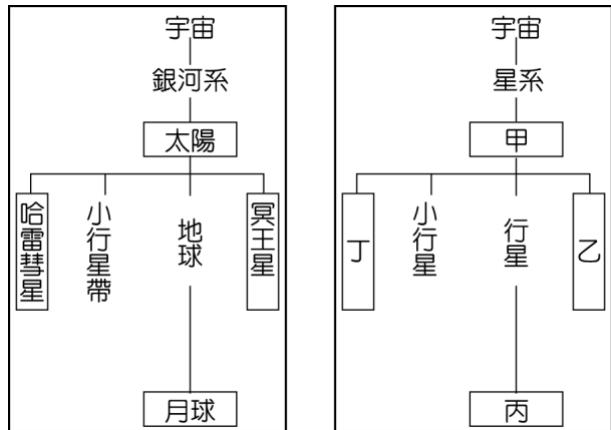 宇宙
銀河系
太陽
哈雷彗星
小行星帶
地球
冥王星
月球
宇宙
星系
甲
丁
小行星
行星
乙
丙